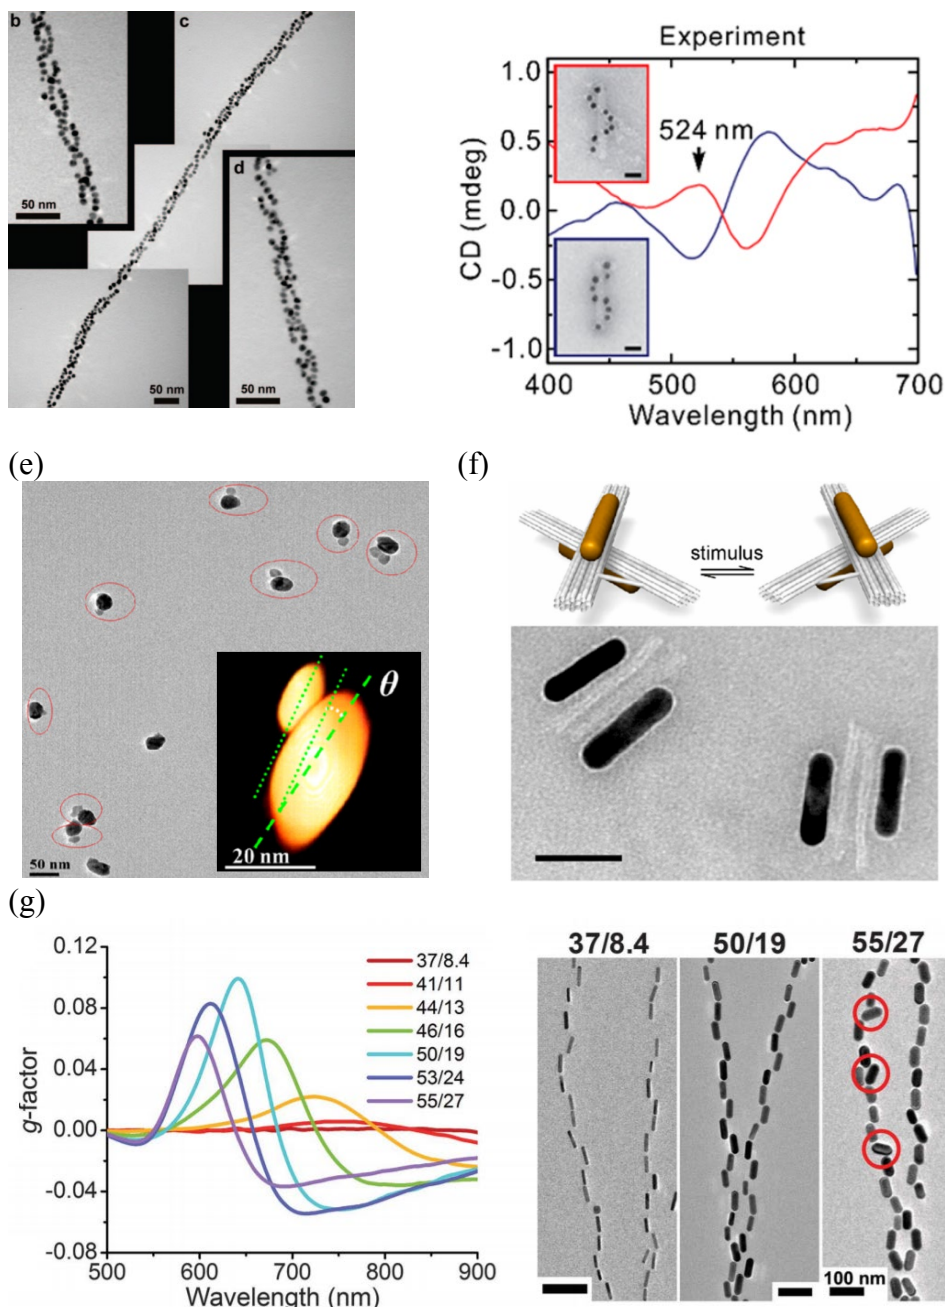 b
c
50 nm
d
50 nm
50 nm
Experiment
CD (mdeg)
1.0
0.5
0.0
-0.5
-1.0
524 nm
400
500
600
700
Wavelength (nm)
(e)
(f)
θ
20 nm
50 nm
stimulus
(g)
g-factor
0.12
0.08
0.04
0.00
-0.04
-0.08
37/8.4
41/11
44/13
46/16
50/19
53/24
55/27
500
600
700
800
900
Wavelength (nm)
37/8.4
50/19
55/27
100 nm